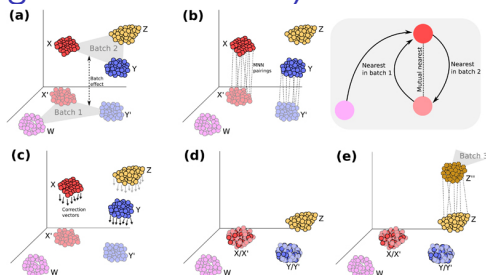 (a)
X
Batch 2
Z
Y
Batch effect
X'
Batch 1
Y'
W
(b)
X
Z
MNN
pairings
Y
X'
Y'
W
Nearest
in batch 1
Mutual nearest
Nearest
in batch 2
(c)
X
Z
Correction
vectors
Y
X'
Y'
W
(d)
Z
X/X'
Y/Y'
W
(e)
Batch 3
Z''
Z
X/X'
Y/Y'
W